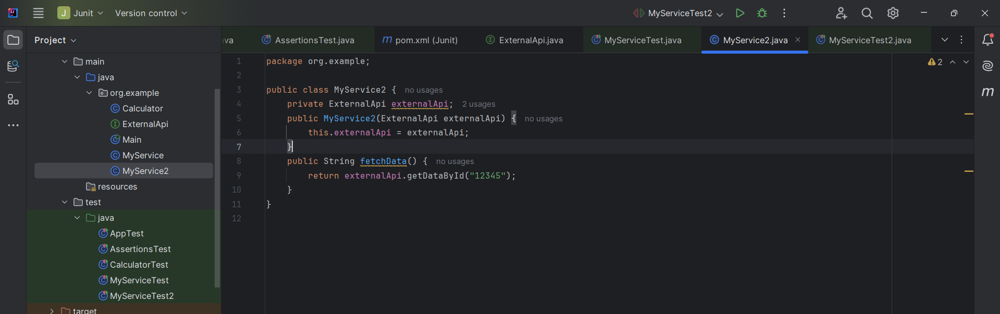 J Junit Version control MyServiceTest2
Project
ava AssertionsTest.java m pom.xml (Junit) ExternalApi.java MyServiceTest.java MyService2.java MyServiceTest2.java
main
java
org.example
Calculator
ExternalApi
Main
MyService
MyService2
resources
test
java
AppTest
AssertionsTest
CalculatorTest
MyServiceTest
MyServiceTest2
target
1 package org.example;
2
3 public class MyService2 { no usages
4 private ExternalApi externalApi; 2 usages
5 public MyService2(ExternalApi externalApi) { no usages
6 this.externalApi = externalApi;
7 }
8 public String fetchData() { no usages
9 return externalApi.getDataById("12345");
10 }
11 }
12
2
m